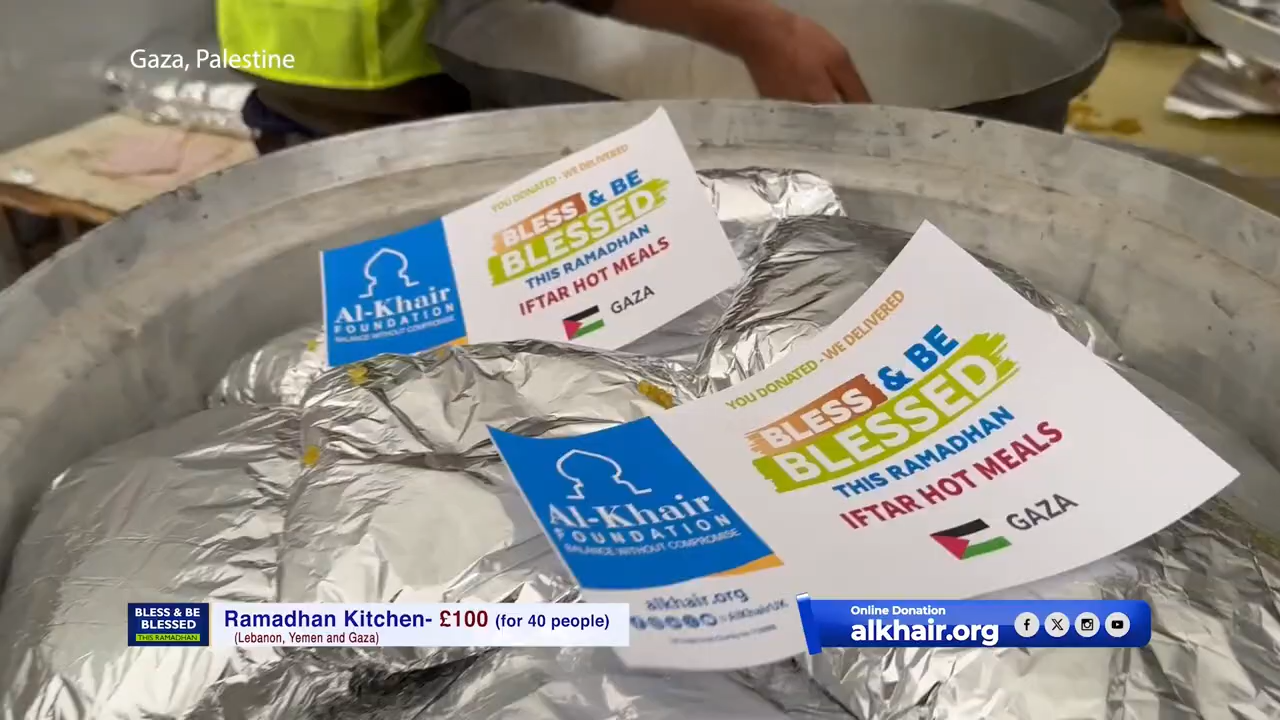 Gaza, Palestine
YOU DONATED - WE DELIVERED
BLESS & BE
BLESSED
THIS RAMADHAN
IFTAR HOT MEALS
GAZA
Al-Khair
FOUNDATION
BALANCE WITHOUT COMPROMISE
YOU DONATED - WE DELIVERED
BLESS & BE
BLESSED
THIS RAMADHAN
IFTAR HOT MEALS
GAZA
Al-Khair
FOUNDATION
BALANCE WITHOUT COMPROMISE
alkhair.org
AlKhairUK
BLESS & BE
BLESSED
THIS RAMADHAN
Ramadhan Kitchen- £100 (for 40 people)
(Lebanon, Yemen and Gaza)
Online Donation
alkhair.org